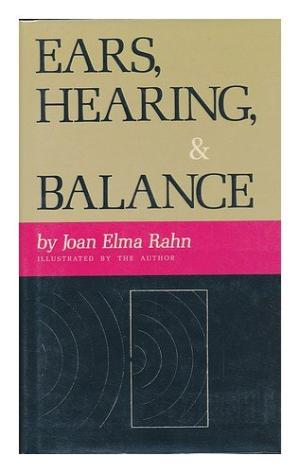 EARS,
HEARING,
&
BALANCE
by Joan Elma Rahn
ILLUSTRATED BY THE AUTHOR